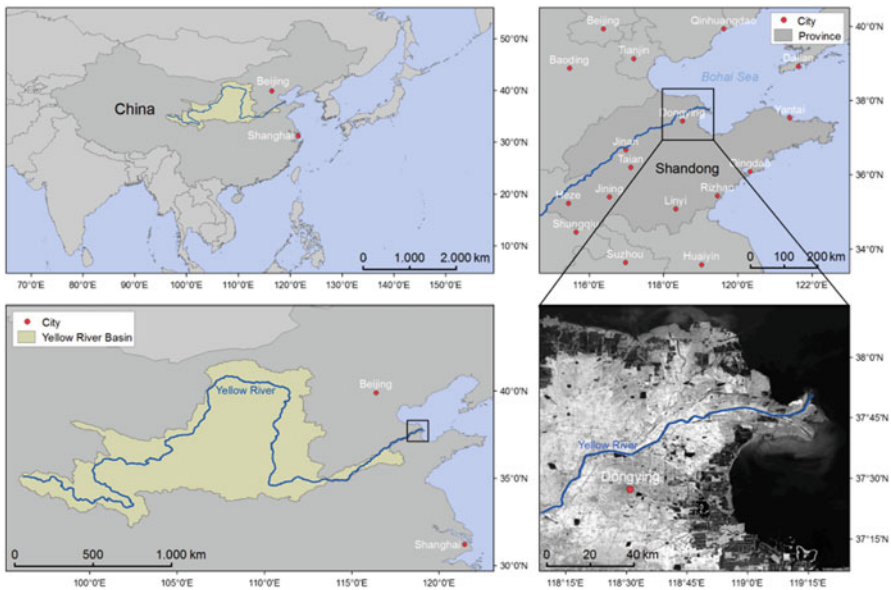 China
Beijing
Shanghai
0 1.000 2.000 km
50°0'N
40°0'N
30°0'N
20°0'N
10°0'N
70°0'E 80°0'E 90°0'E 100°0'E 110°0'E 120°0'E 130°0'E 140°0'E 150°0'E
City
Province
Beijing
Qinhuangdao
Tianjin
Baoding
Dalian
Bohai Sea
Dongying
Yantai
Jinan
Taian
Shandong
Qingdao
Heze
Jining
Rizhao
Linyi
Shungqiu
Suzhou
Huaiyin
0 100 200 km
40°0'N
38°0'N
36°0'N
34°0'N
116°0'E 118°0'E 120°0'E 122°0'E
City
Yellow River Basin
Yellow River
Beijing
Shanghai
0 500 1.000 km
40°0'N
35°0'N
30°0'N
100°0'E 105°0'E 110°0'E 115°0'E 120°0'E
Yellow River
Dongying
0 20 40 km
38°0'N
37°45'N
37°30'N
37°15'N
118°15'E 118°30'E 118°45'E 119°0'E 119°15'E